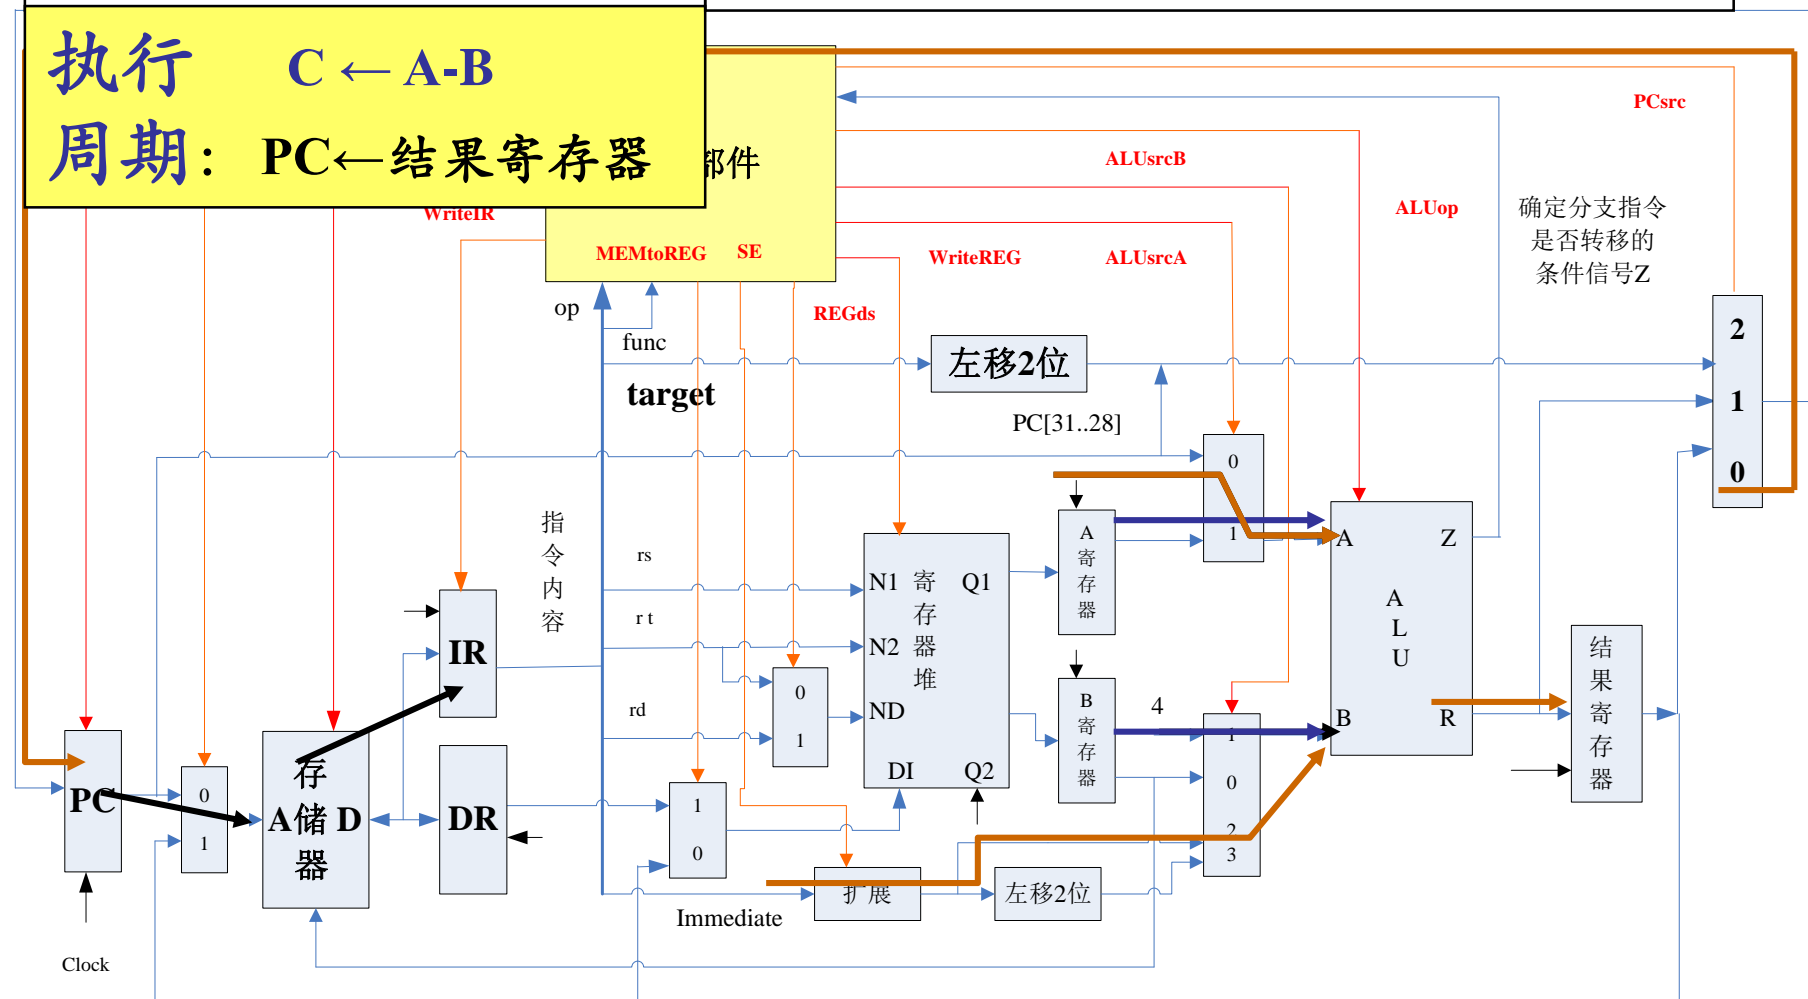 执行 C ← A-B
周期: PC←结果寄存器
部件
PCsrc
ALUsrcB
WriteIR
ALUop
确定分支指令
是否转移的
条件信号Z
MEMtoREG
SE
WriteREG
ALUsrcA
op
REGds
func
左移2位
target
PC[31..28]
2
1
0
0
1
指令内容
A寄存器
A
Z
rs
N1
寄存器堆
Q1
ALU
r t
N2
IR
结果寄存器
0
1
rd
ND
B寄存器
4
B
R
1
0
2
3
DI
Q2
PC
0
1
存储器
A
D
DR
1
0
扩展
左移2位
Immediate
Clock